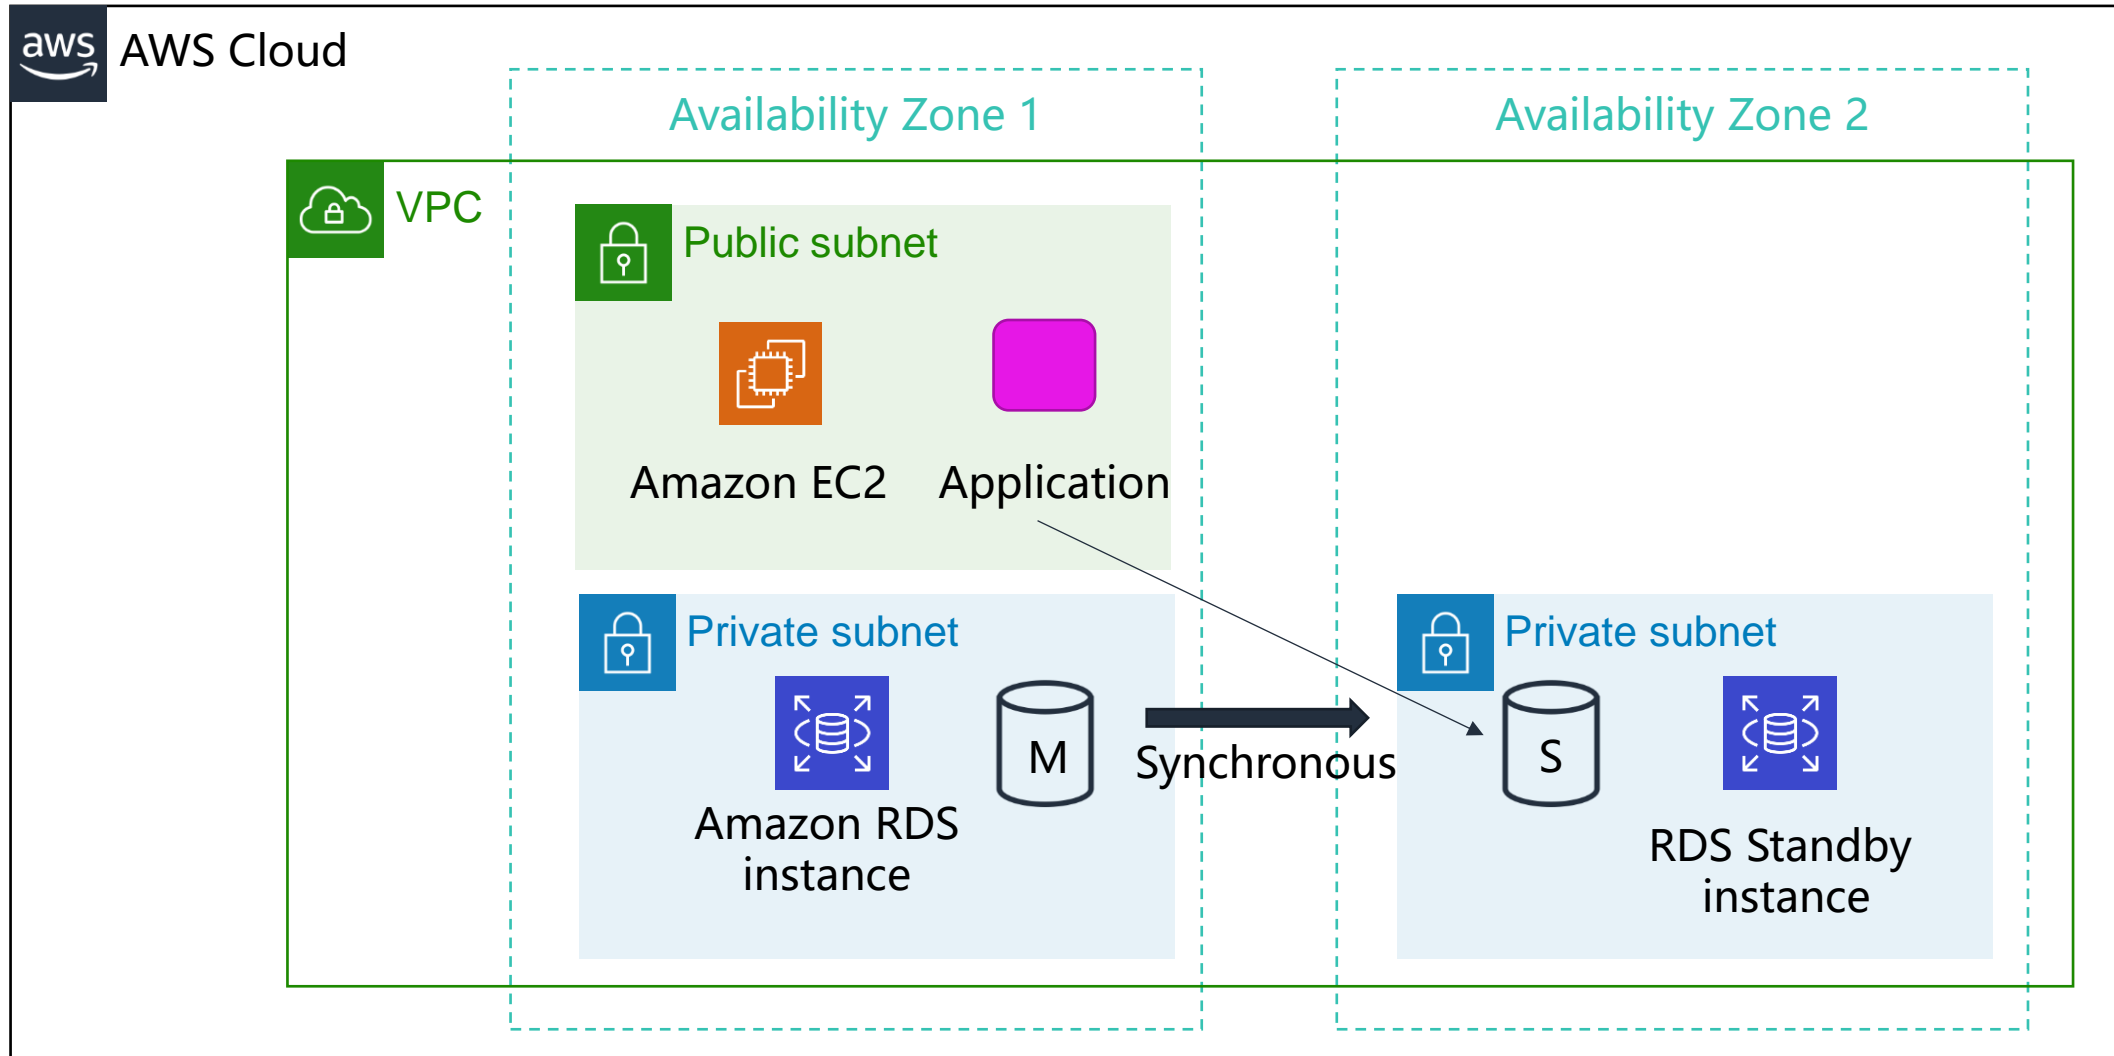 aws
AWS Cloud
Availability Zone 1
Availability Zone 2
VPC
Public subnet
Amazon EC2
Application
Private subnet
M
Amazon RDS
instance
Synchronous
Private subnet
S
RDS Standby
instance